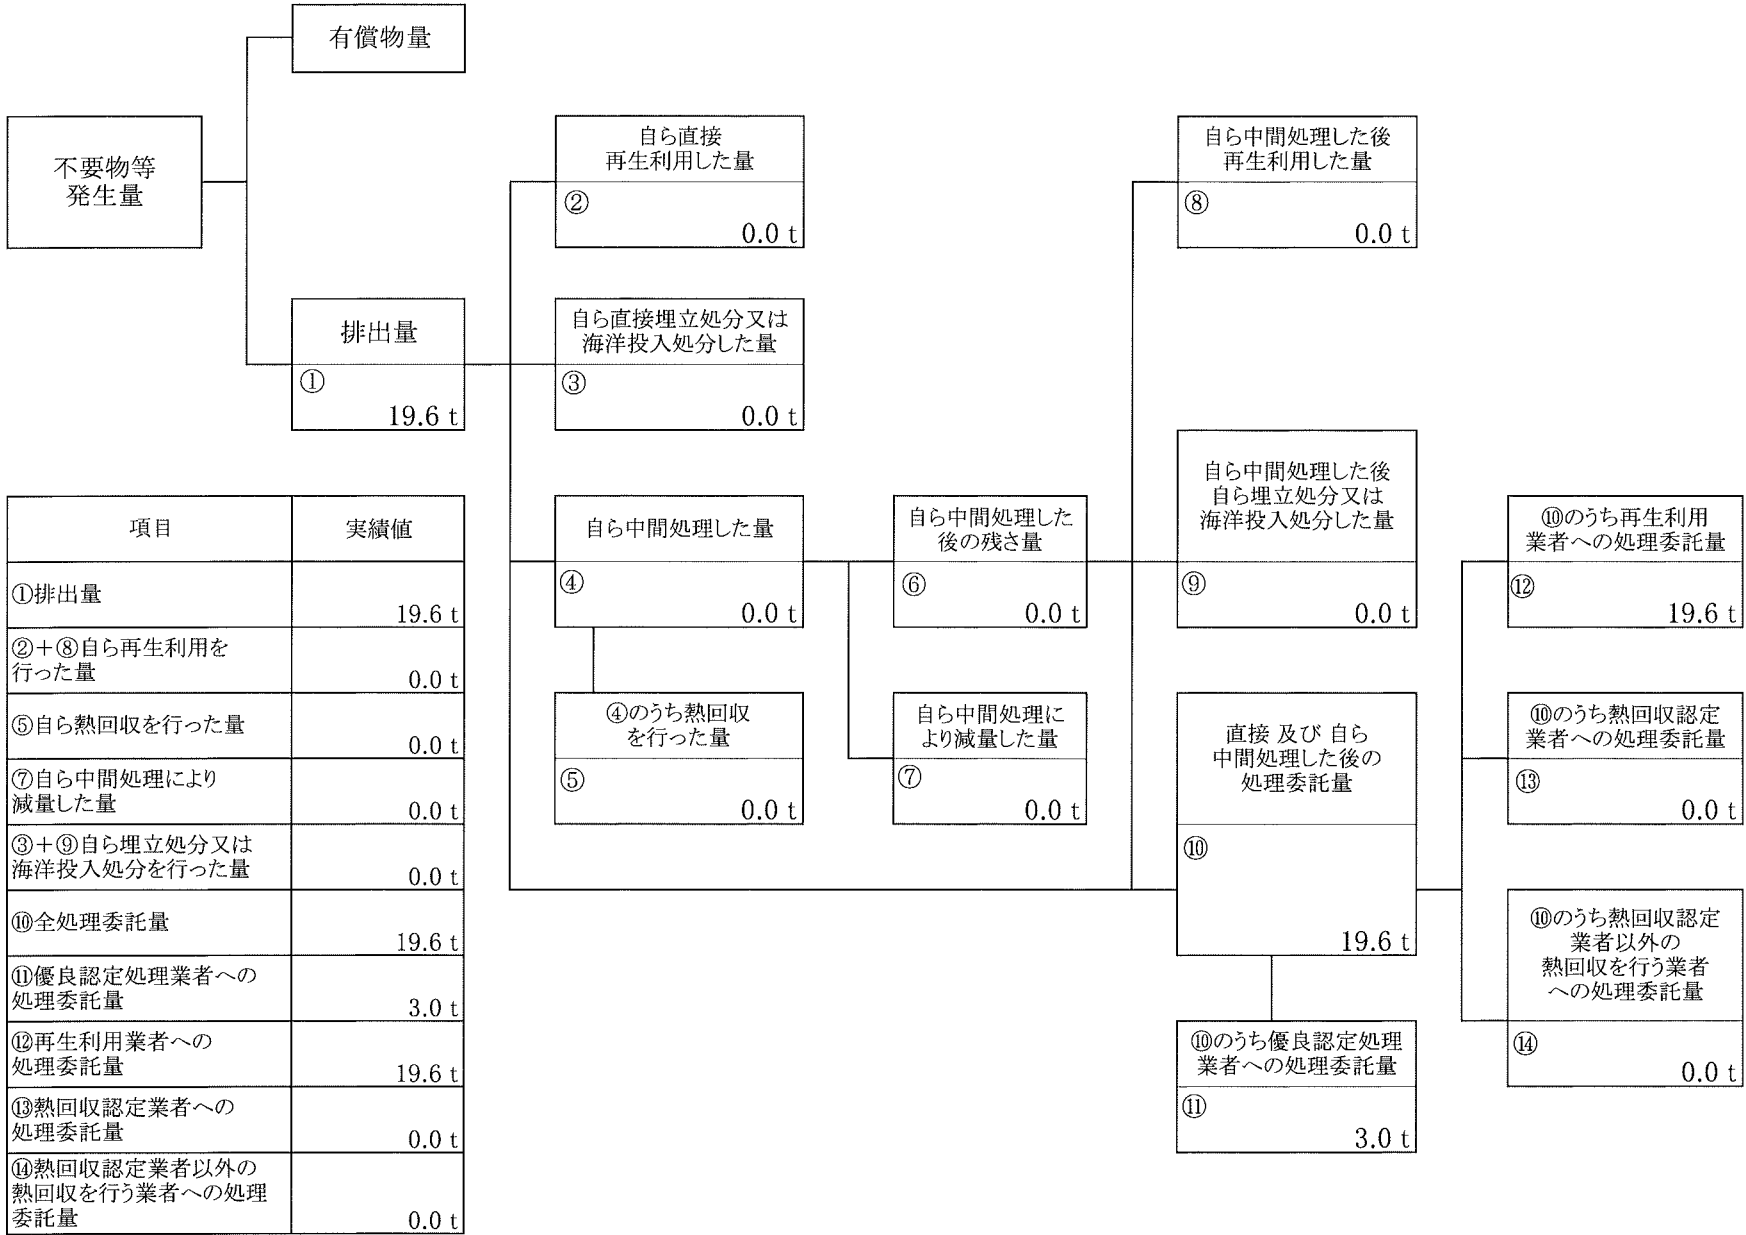 有償物量
不要物等
発生量
自ら直接
再生利用した量
②
0.0 t
自ら中間処理した後
再生利用した量
⑧
0.0 t
排出量
①
19.6 t
自ら直接埋立処分又は
海洋投入処分した量
③
0.0 t
自ら中間処理した量
④
0.0 t
自ら中間処理した
後の残さ量
⑥
0.0 t
自ら中間処理した後
自ら埋立処分又は
海洋投入処分した量
⑨
0.0 t
⑩のうち再生利用
業者への処理委託量
⑫
19.6 t
④のうち熱回収
を行った量
⑤
0.0 t
自ら中間処理に
より減量した量
⑦
0.0 t
直接 及び 自ら
中間処理した後の
処理委託量
⑩
19.6 t
⑩のうち熱回収認定
業者への処理委託量
⑬
0.0 t
⑩のうち熱回収認定
業者以外の
熱回収を行う業者
への処理委託量
⑭
0.0 t
⑩のうち優良認定処理
業者への処理委託量
⑪
3.0 t
項目 実績値
①排出量
19.6 t
②＋⑧自ら再生利用を
行った量
0.0 t
⑤自ら熱回収を行った量
0.0 t
⑦自ら中間処理により
減量した量
0.0 t
③＋⑨自ら埋立処分又は
海洋投入処分を行った量
0.0 t
⑩全処理委託量
19.6 t
⑪優良認定処理業者への
処理委託量
3.0 t
⑫再生利用業者への
処理委託量
19.6 t
⑬熱回収認定業者への
処理委託量
0.0 t
⑭熱回収認定業者以外の
熱回収を行う業者への処理
委託量
0.0 t